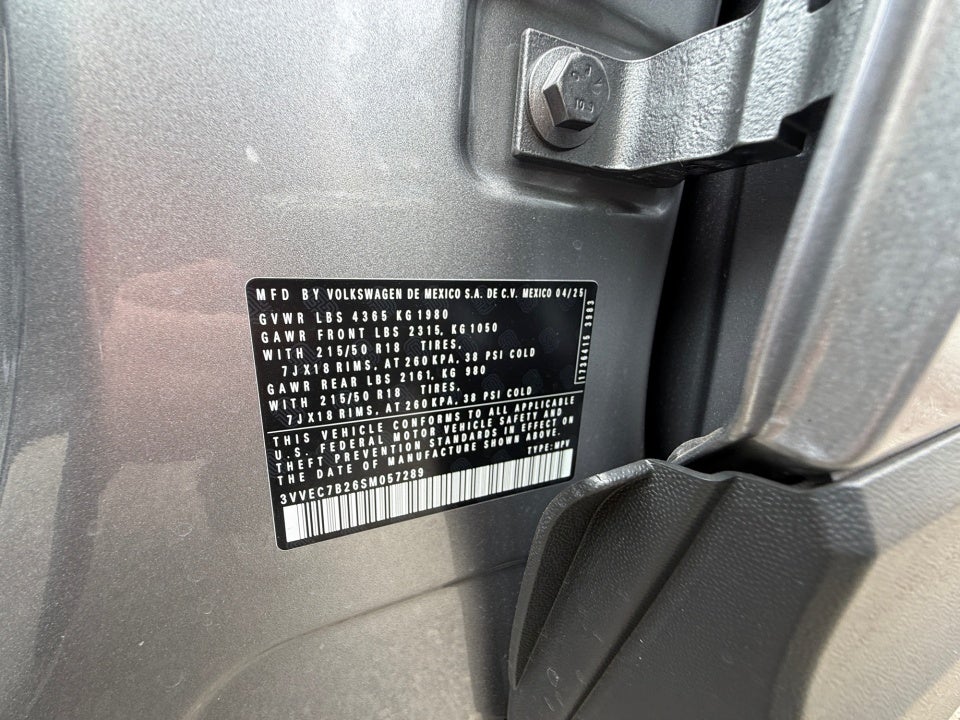 MFD BY VOLKSWAGEN DE MEXICO S.A. DE C.V. MEXICO 04/25
GVWR LBS 4365 KG 1980
GAWR FRONT LBS 2315, KG 1050
WITH 215/50 R18 TIRES,
7JX18 RIMS, AT 260 KPA, 38 PSI COLD
GAWR REAR LBS 2161, KG 980
WITH 215/50 R18 TIRES,
7JX18 RIMS, AT 260 KPA, 38 PSI COLD
1736415 3983
THIS VEHICLE CONFORMS TO ALL APPLICABLE
U.S. FEDERAL MOTOR VEHICLE SAFETY AND
THEFT PREVENTION STANDARDS IN EFFECT ON
THE DATE OF MANUFACTURE SHOWN ABOVE.
TYPE: MPV
3VVEC7B26SM057289
10.9